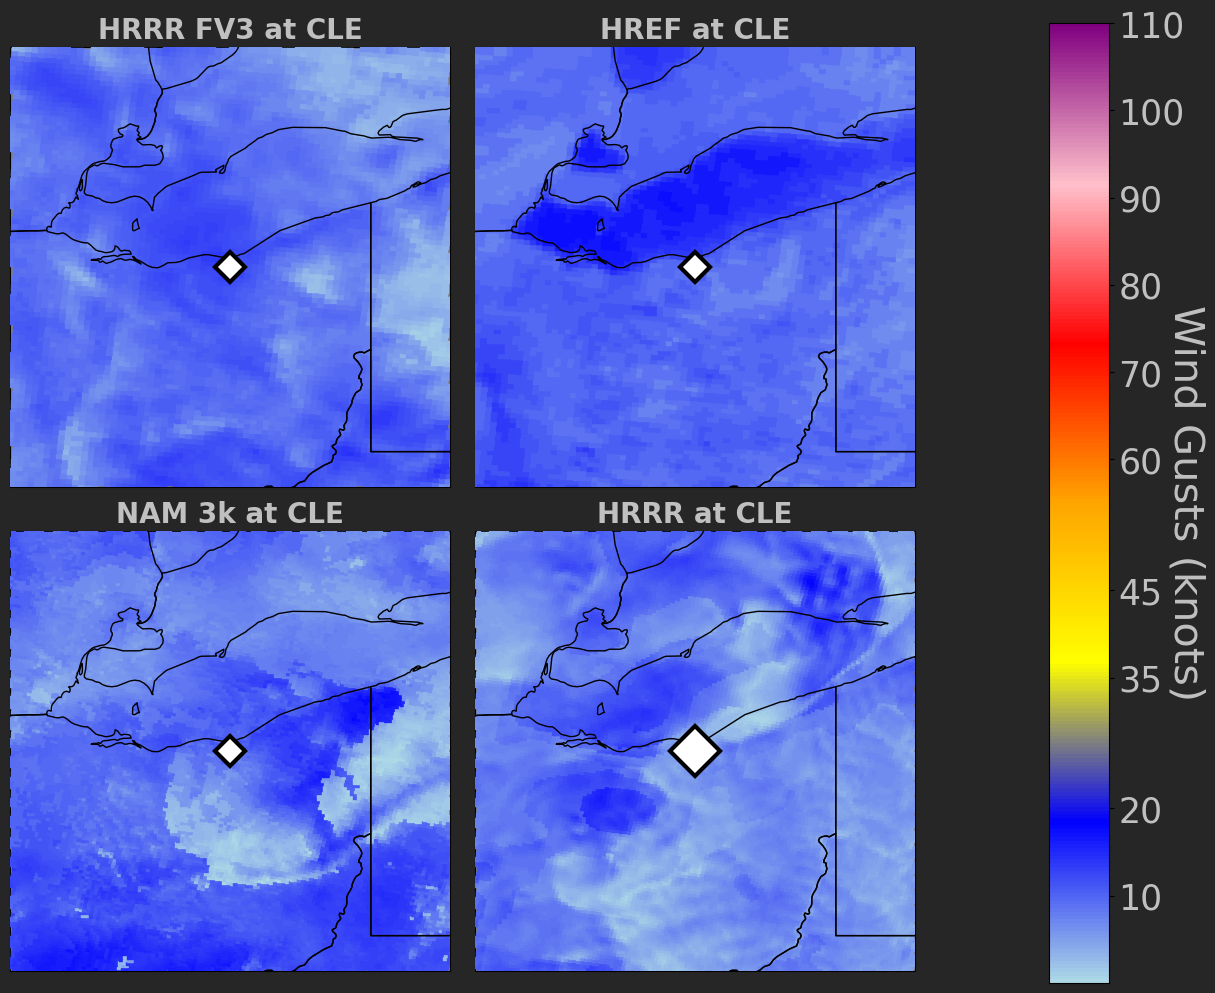 HRRR FV3 at CLE
HREF at CLE
NAM 3k at CLE
HRRR at CLE
110
100
90
80
70
60
45
35
20
10
Wind Gusts (knots)